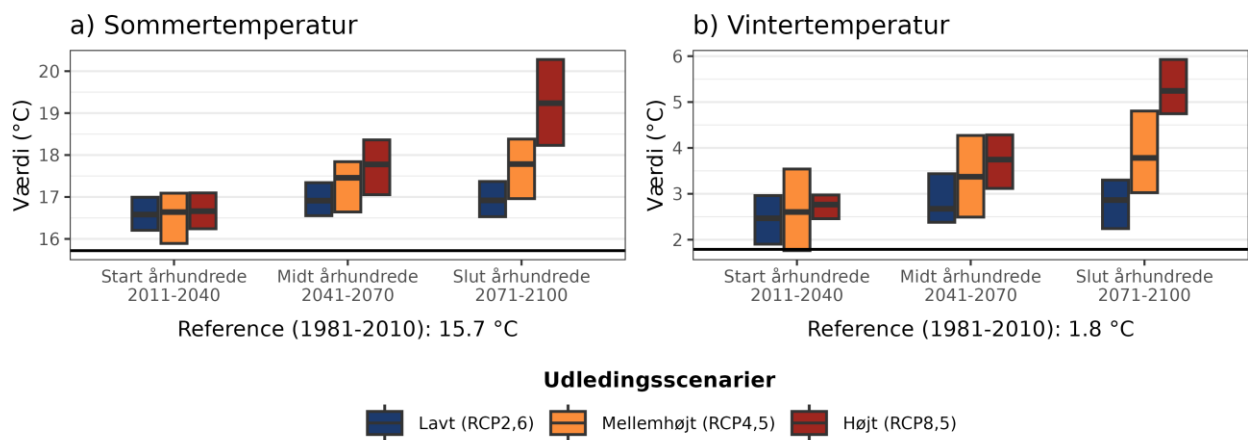 a) Sommertemperatur
Værdi (°C)
20
19
18
17
16
Start århundrede
2011-2040
Midt århundrede
2041-2070
Slut århundrede
2071-2100
Reference (1981-2010): 15.7 °C
b) Vintertemperatur
Værdi (°C)
6
5
4
3
2
Start århundrede
2011-2040
Midt århundrede
2041-2070
Slut århundrede
2071-2100
Reference (1981-2010): 1.8 °C
Udledingsscenarier
Lavt (RCP2,6)
Mellemhøjt (RCP4,5)
Højt (RCP8,5)